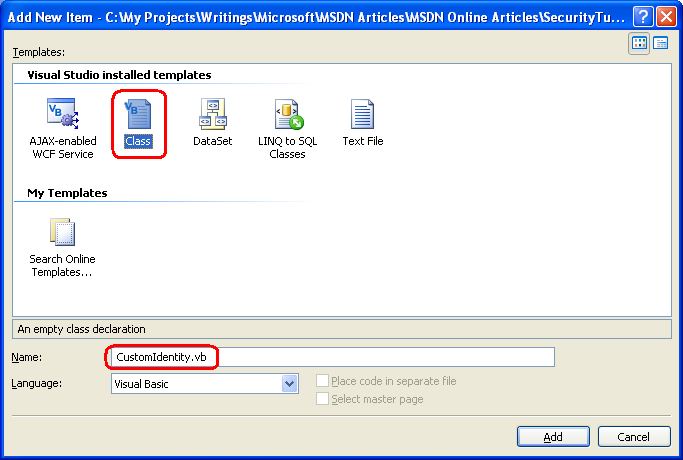 Add New Item - C:\My Projects\Writings\Microsoft\MSDN Articles\MSDN Online Articles\SecurityTu...
Templates:
Visual Studio installed templates
AJAX-enabled WCF Service
Class
DataSet
LINQ to SQL Classes
Text File
My Templates
Search Online Templates...
An empty class declaration
Name:
CustomIdentity.vb
Language:
Visual Basic
Place code in separate file
Select master page
Add
Cancel